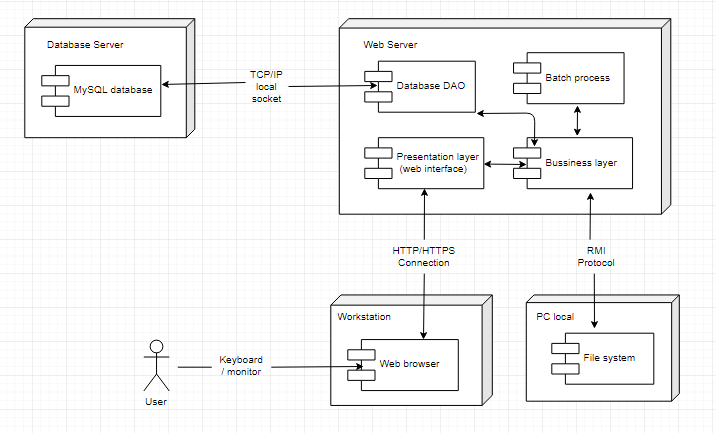 Database Server
MySQL database
TCP/IP
local
socket
Web Server
Database DAO
Batch process
Presentation layer
(web interface)
Bussiness layer
HTTP/HTTPS
Connection
RMI
Protocol
Workstation
Web browser
PC local
File system
Keyboard
/ monitor
User